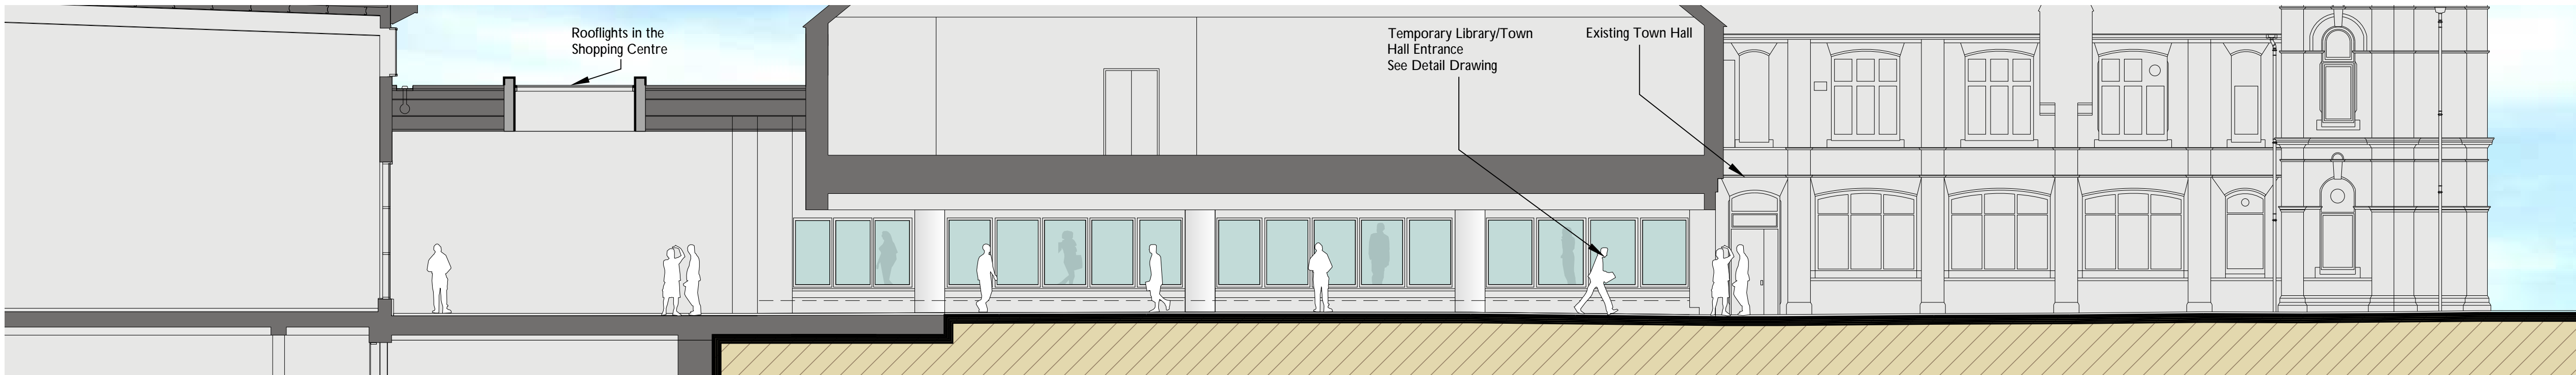 Rooflights in the
Shopping Centre
Temporary Library/Town
Hall Entrance
See Detail Drawing
Existing Town Hall